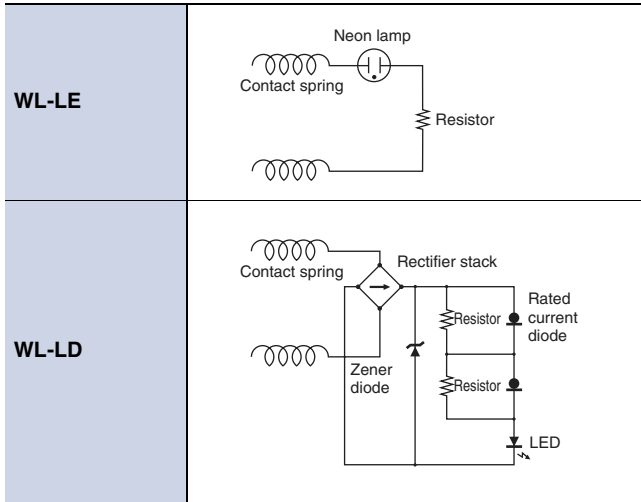 WL-LE
Neon lamp
Contact spring
Resistor
WL-LD
Contact spring
Rectifier stack
Zener
diode
Resistor
Resistor
Rated
current
diode
LED